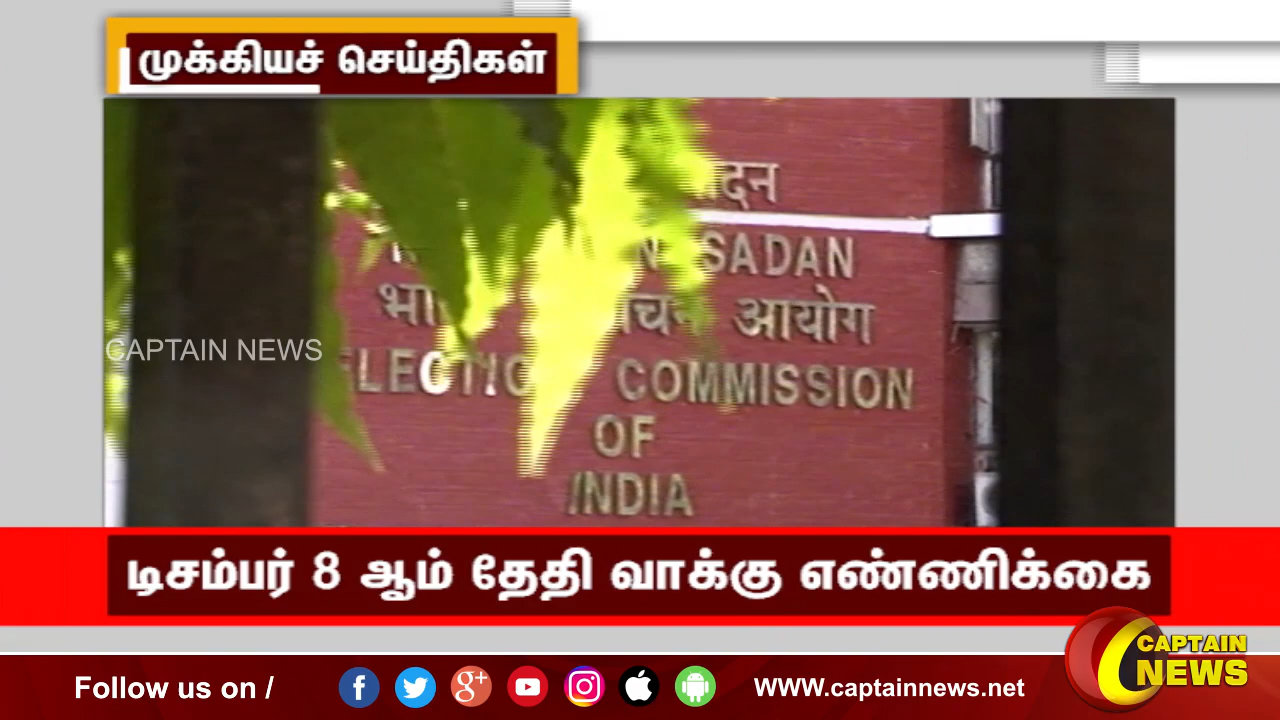 முக்கியச் செய்திகள்
SADAN
आयोग
CAPTAIN NEWS
COMMISSION
OF
INDIA
டிசம்பர் 8 ஆம் தேதி வாக்கு எண்ணிக்கை
CAPTAIN
NEWS
Follow us on / WWW.captainnews.net